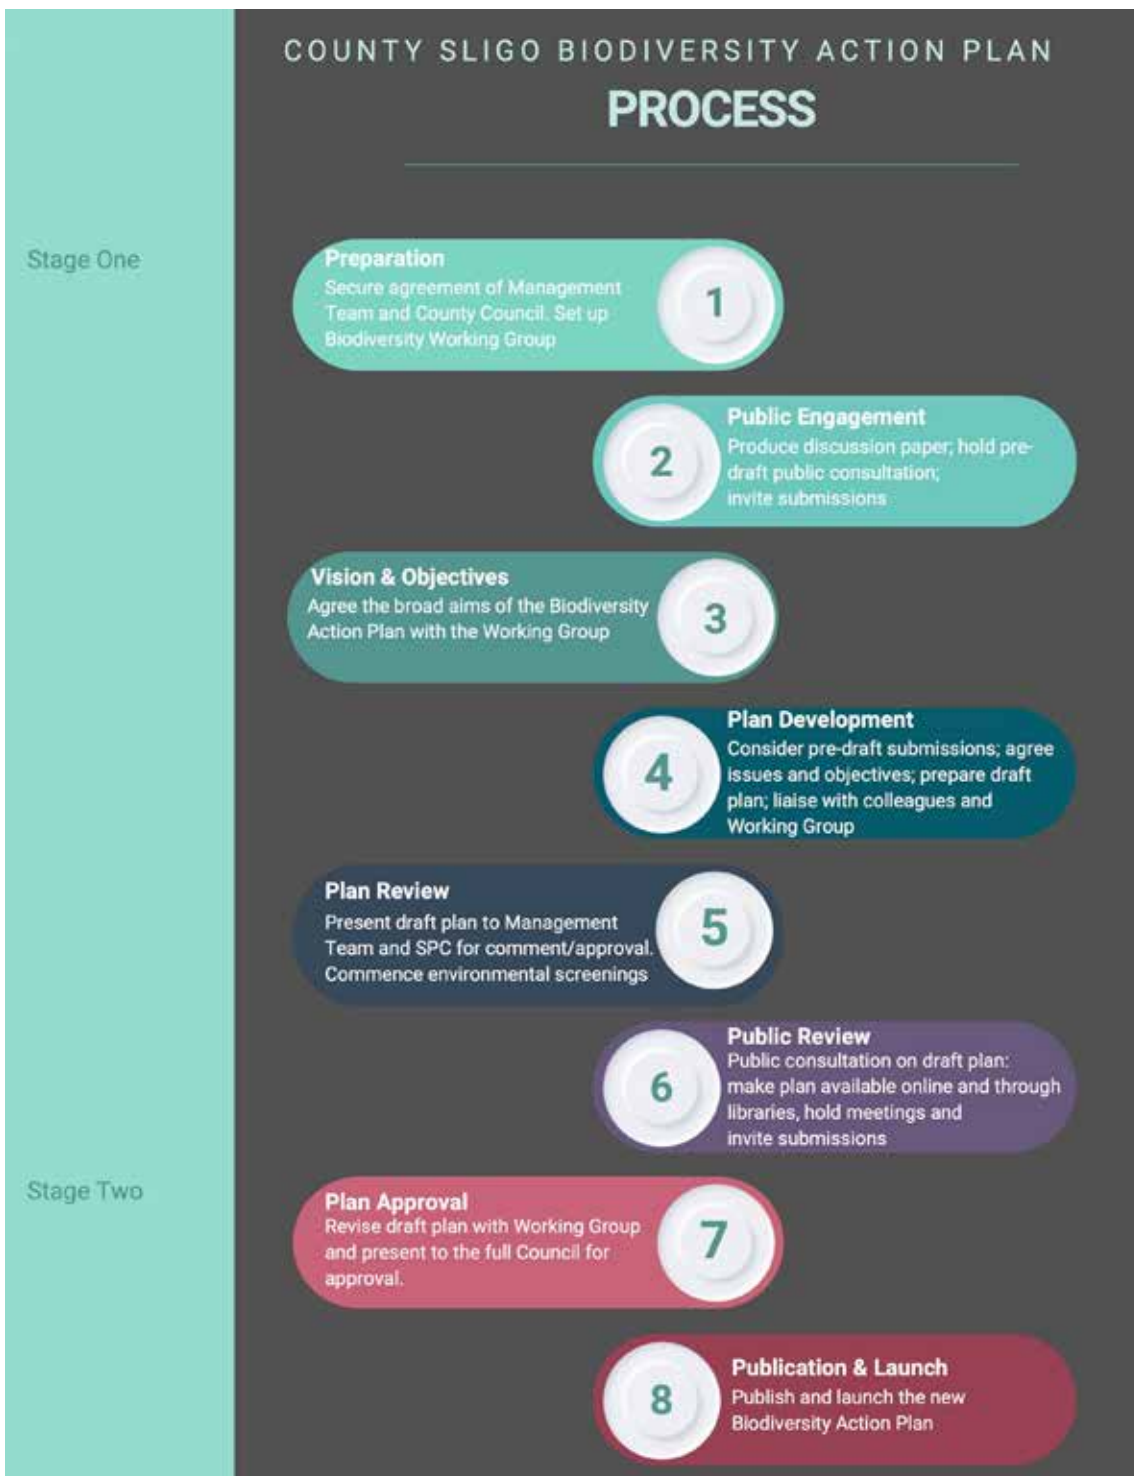 COUNTY SLIGO BIODIVERSITY ACTION PLAN
PROCESS
Stage One
Preparation
Secure agreement of Management
Team and County Council. Set up
Biodiversity Working Group
1
2
Public Engagement
Produce discussion paper; hold pre-
draft public consultation;
invite submissions
Vision & Objectives
Agree the broad aims of the Biodiversity
Action Plan with the Working Group
3
4
Plan Development
Consider pre-draft submissions; agree
issues and objectives; prepare draft
plan; liaise with colleagues and
Working Group
Plan Review
Present draft plan to Management
Team and SPC for comment/approval.
Commence environmental screenings
5
6
Public Review
Public consultation on draft plan:
make plan available online and through
libraries, hold meetings and
invite submissions
Stage Two
Plan Approval
Revise draft plan with Working Group
and present to the full Council for
approval.
7
8
Publication & Launch
Publish and launch the new
Biodiversity Action Plan